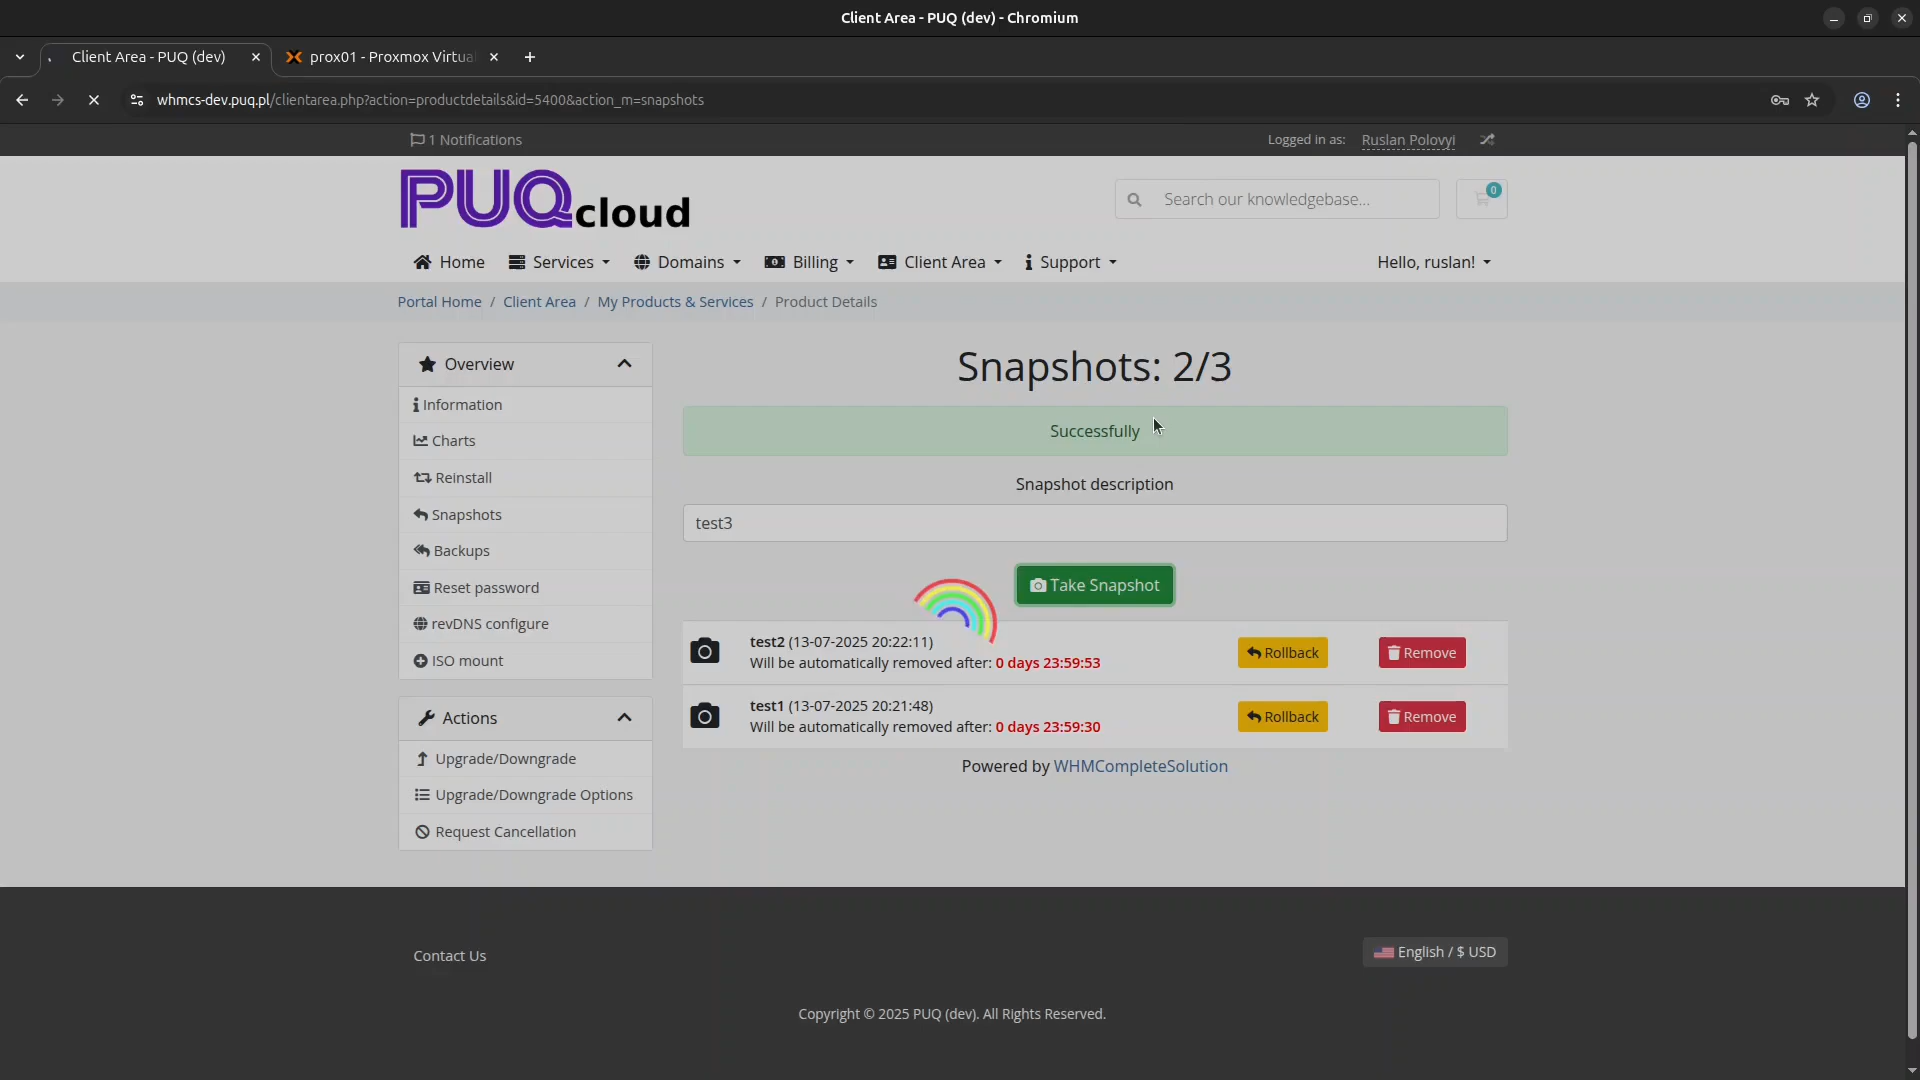 Client Area - PUQ (dev) - Chromium
Client Area - PUQ (dev)
prox01 - Proxmox Virtua
whmcs-dev.puq.pl/clientarea.php?action=productdetails&id=5400&action_m=snapshots
1 Notifications
Logged in as: Ruslan Polovyi
PUQcloud
Search our knowledgebase...
0
Home Services Domains Billing Client Area Support
Hello, ruslan!
Portal Home / Client Area / My Products & Services / Product Details
Overview
Information
Charts
Reinstall
Snapshots
Backups
Reset password
revDNS configure
ISO mount
Actions
Upgrade/Downgrade
Upgrade/Downgrade Options
Request Cancellation
Snapshots: 2/3
Successfully
Snapshot description
test3
Take Snapshot
test2 (13-07-2025 20:22:11)
Will be automatically removed after: 0 days 23:59:53
Rollback
Remove
test1 (13-07-2025 20:21:48)
Will be automatically removed after: 0 days 23:59:30
Rollback
Remove
Powered by WHMCompleteSolution
Contact Us
English / $ USD
Copyright © 2025 PUQ (dev). All Rights Reserved.